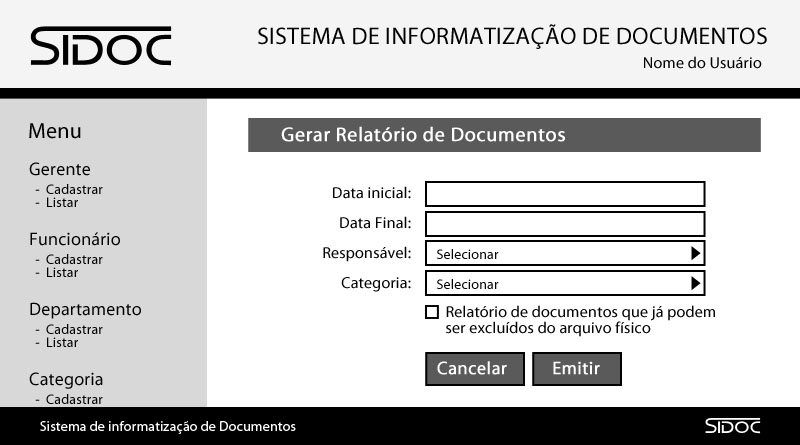 SIDOC
SISTEMA DE INFORMATIZAÇÃO DE DOCUMENTOS
Nome do Usuário
Menu
Gerente
- Cadastrar
- Listar
Funcionário
- Cadastrar
- Listar
Departamento
- Cadastrar
- Listar
Categoria
- Cadastrar
Gerar Relatório de Documentos
Data inicial:
Data Final:
Responsável: Selecionar
Categoria: Selecionar
Relatório de documentos que já podem
ser excluídos do arquivo físico
Cancelar Emitir
Sistema de informatização de Documentos
SIDOC